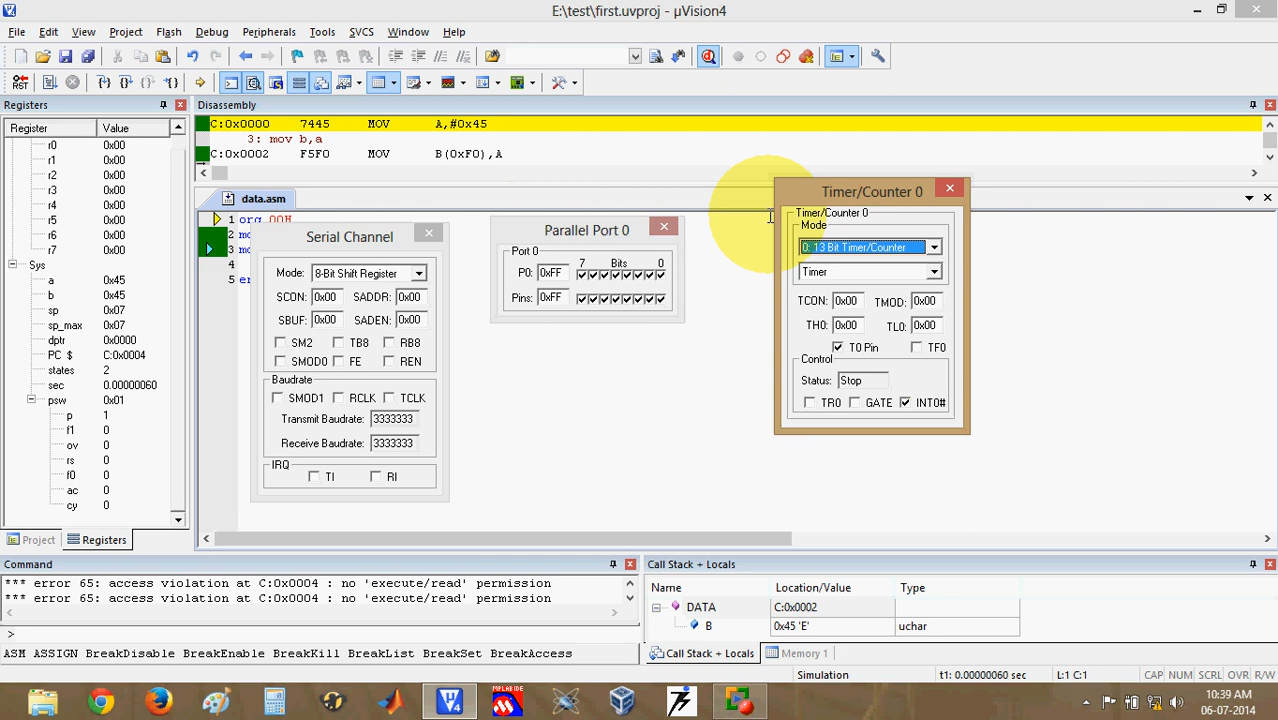 E:\test\first.uvproj - µVision4
File Edit View Project Flash Debug Peripherals Tools SVCS Window Help
Registers
Register Value
r0 0x00
r1 0x00
r2 0x00
r3 0x00
r4 0x00
r5 0x00
r6 0x00
r7 0x00
Sys
a 0x45
b 0x45
sp 0x07
sp_max 0x07
dptr 0x0000
PC $ C:0x0004
states 2
sec 0.00000060
psw 0x01
p 1
f1 0
ov 0
rs 0
f0 0
ac 0
cy 0
Project Registers
Disassembly
C:0x0000 7445 MOV A,#0x45
3: mov b,a
C:0x0002 F5F0 MOV B(0xF0),A
data.asm
1 org 00H
2
3
4
5
Serial Channel
Mode: 8-Bit Shift Register
SCON: 0x00 SADDR: 0x00
SBUF: 0x00 SADEN: 0x00
SM2 TB8 RB8
SMOD0 FE REN
Baudrate
SMOD1 RCLK TCLK
Transmit Baudrate: 3333333
Receive Baudrate: 3333333
IRQ
TI RI
Parallel Port 0
Port 0
P0: 0xFF 7 Bits 0
Pins: 0xFF
Timer/Counter 0
Timer/Counter 0
Mode
0: 13 Bit Timer/Counter
Timer
TCON: 0x00 TMOD: 0x00
TH0: 0x00 TL0: 0x00
T0 Pin TF0
Control
Status: Stop
TR0 GATE INT0#
Command
*** error 65: access violation at C:0x0004 : no 'execute/read' permission
*** error 65: access violation at C:0x0004 : no 'execute/read' permission
>
ASM ASSIGN BreakDisable BreakEnable BreakKill BreakList BreakSet BreakAccess
Call Stack + Locals
Name Location/Value Type
DATA C:0x0002
B 0x45 'E' uchar
Call Stack + Locals Memory 1
Simulation t1: 0.00000060 sec L:1 C:1 CAP NUM SCRL OVR R/W
10:39 AM
06-07-2014